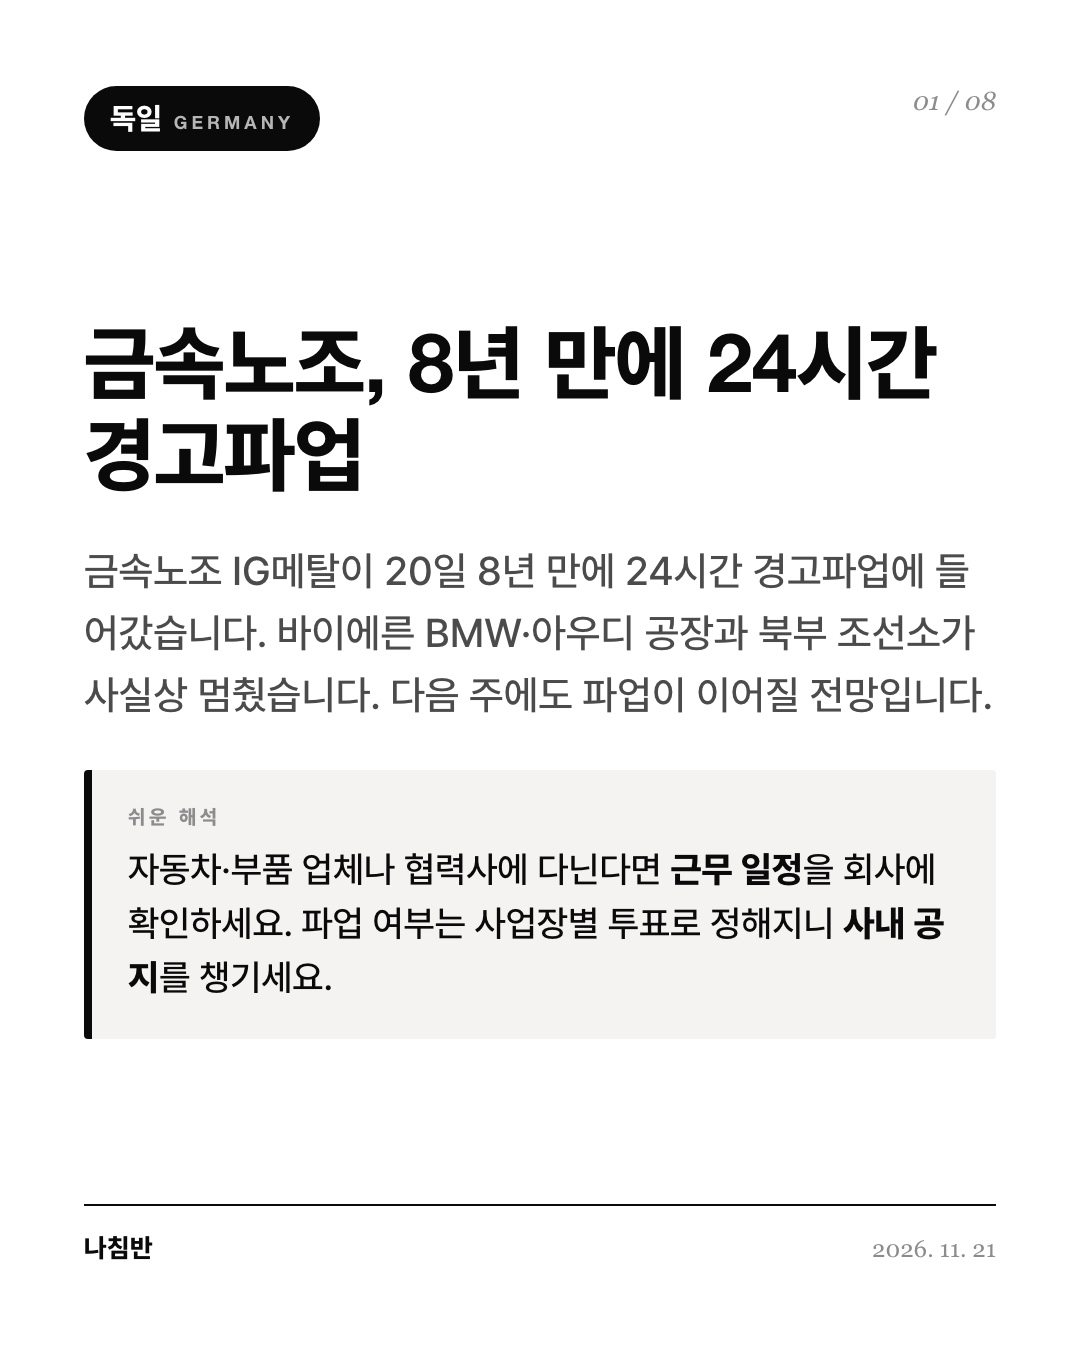 독일 GERMANY
01 / 08
금속노조, 8년 만에 24시간
경고파업
금속노조 IG메탈이 20일 8년 만에 24시간 경고파업에 들
어갔습니다. 바이에른 BMW·아우디 공장과 북부 조선소가
사실상 멈췄습니다. 다음 주에도 파업이 이어질 전망입니다.
쉬운 해석
자동차·부품 업체나 협력사에 다닌다면 근무 일정을 회사에
확인하세요. 파업 여부는 사업장별 투표로 정해지니 사내 공
지를 챙기세요.
나침반
2026. 11. 21